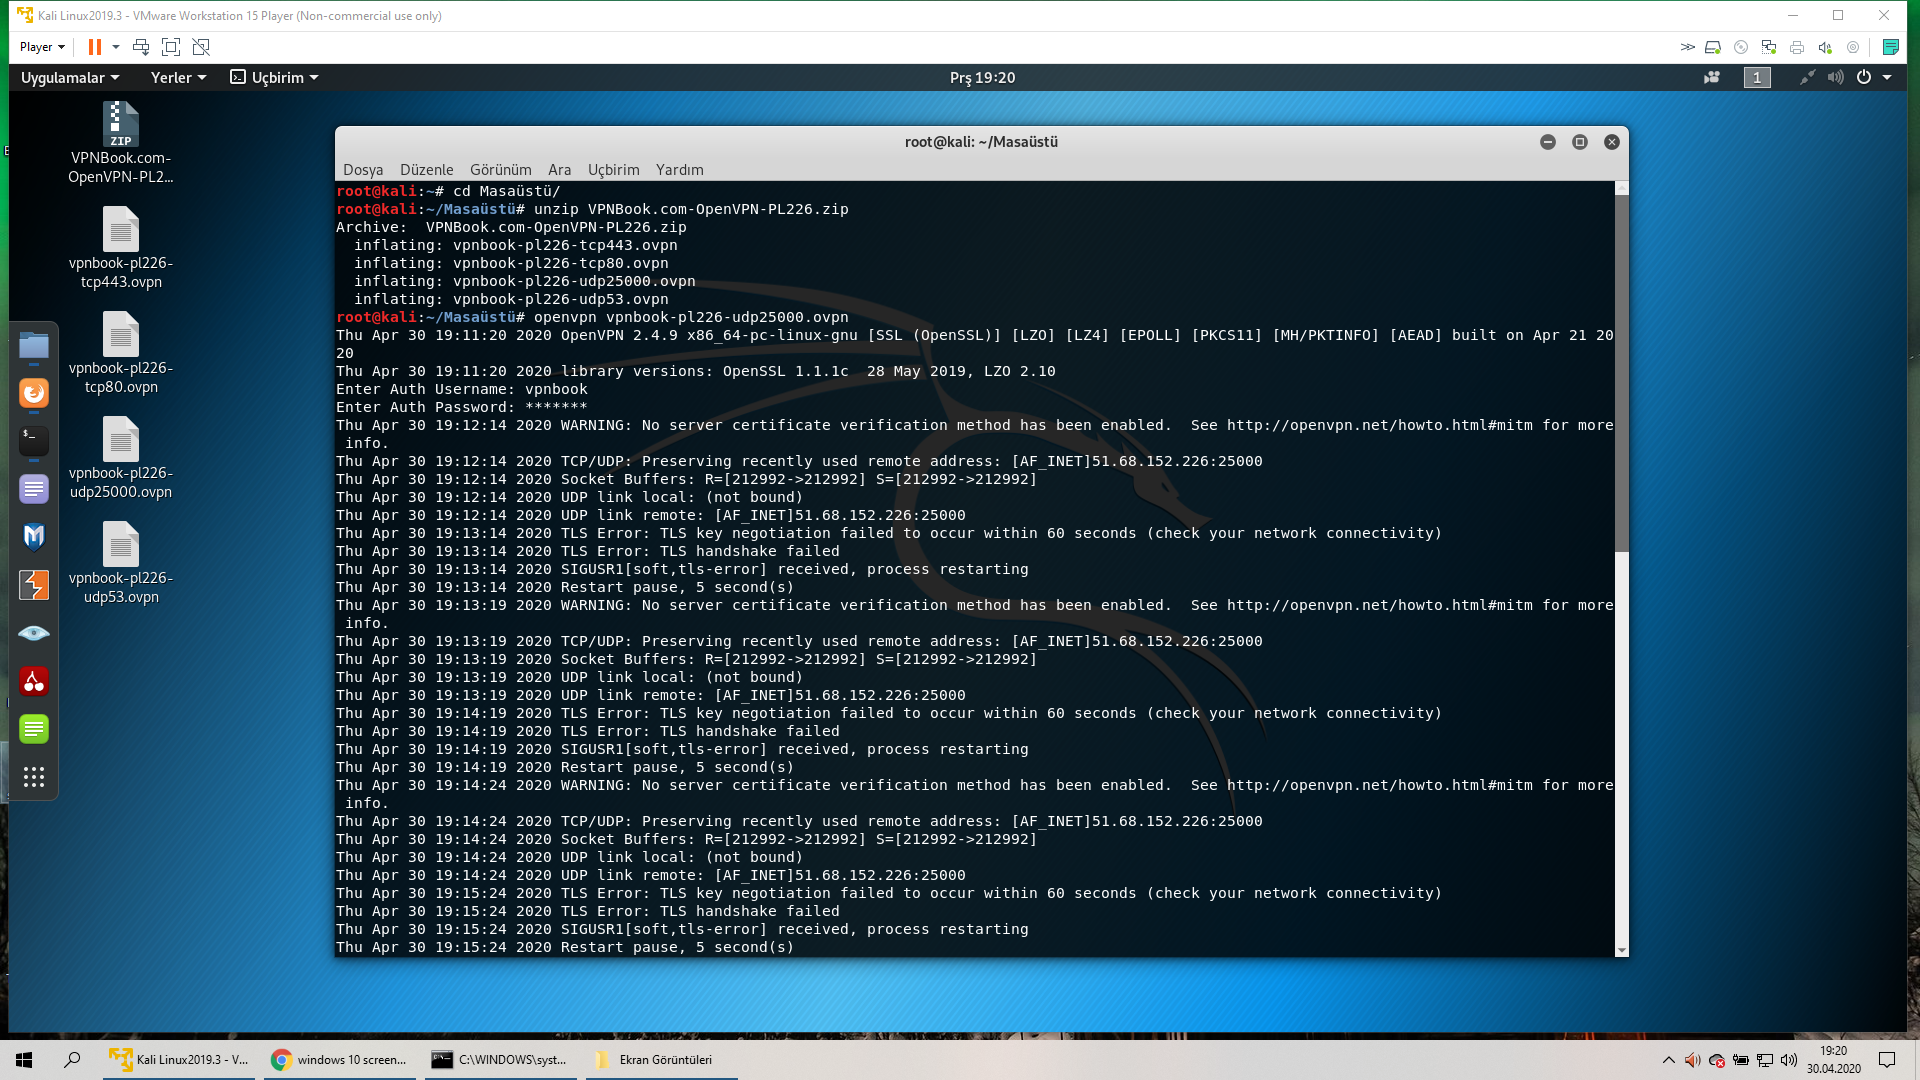 Kali Linux2019.3 - VMware Workstation 15 Player (Non-commercial use only)
Player
Uygulamalar Yerler Uçbirim Prş 19:20 1
ZIP
VPNBook.com-
OpenVPN-PL2...
vpnbook-pl226-
tcp443.ovpn
vpnbook-pl226-
tcp80.ovpn
vpnbook-pl226-
udp25000.ovpn
vpnbook-pl226-
udp53.ovpn
root@kali: ~/Masaüstü
Dosya Düzenle Görünüm Ara Uçbirim Yardım
root@kali:~# cd Masaüstü/
root@kali:~/Masaüstü# unzip VPNBook.com-OpenVPN-PL226.zip
Archive:  VPNBook.com-OpenVPN-PL226.zip
  inflating: vpnbook-pl226-tcp443.ovpn
  inflating: vpnbook-pl226-tcp80.ovpn
  inflating: vpnbook-pl226-udp25000.ovpn
  inflating: vpnbook-pl226-udp53.ovpn
root@kali:~/Masaüstü# openvpn vpnbook-pl226-udp25000.ovpn
Thu Apr 30 19:11:20 2020 OpenVPN 2.4.9 x86_64-pc-linux-gnu [SSL (OpenSSL)] [LZO] [LZ4] [EPOLL] [PKCS11] [MH/PKTINFO] [AEAD] built on Apr 21 20
20
Thu Apr 30 19:11:20 2020 library versions: OpenSSL 1.1.1c  28 May 2019, LZO 2.10
Enter Auth Username: vpnbook
Enter Auth Password: *******
Thu Apr 30 19:12:14 2020 WARNING: No server certificate verification method has been enabled.  See http://openvpn.net/howto.html#mitm for more
 info.
Thu Apr 30 19:12:14 2020 TCP/UDP: Preserving recently used remote address: [AF_INET]51.68.152.226:25000
Thu Apr 30 19:12:14 2020 Socket Buffers: R=[212992->212992] S=[212992->212992]
Thu Apr 30 19:12:14 2020 UDP link local: (not bound)
Thu Apr 30 19:12:14 2020 UDP link remote: [AF_INET]51.68.152.226:25000
Thu Apr 30 19:13:14 2020 TLS Error: TLS key negotiation failed to occur within 60 seconds (check your network connectivity)
Thu Apr 30 19:13:14 2020 TLS Error: TLS handshake failed
Thu Apr 30 19:13:14 2020 SIGUSR1[soft,tls-error] received, process restarting
Thu Apr 30 19:13:14 2020 Restart pause, 5 second(s)
Thu Apr 30 19:13:19 2020 WARNING: No server certificate verification method has been enabled.  See http://openvpn.net/howto.html#mitm for more
 info.
Thu Apr 30 19:13:19 2020 TCP/UDP: Preserving recently used remote address: [AF_INET]51.68.152.226:25000
Thu Apr 30 19:13:19 2020 Socket Buffers: R=[212992->212992] S=[212992->212992]
Thu Apr 30 19:13:19 2020 UDP link local: (not bound)
Thu Apr 30 19:13:19 2020 UDP link remote: [AF_INET]51.68.152.226:25000
Thu Apr 30 19:14:19 2020 TLS Error: TLS key negotiation failed to occur within 60 seconds (check your network connectivity)
Thu Apr 30 19:14:19 2020 TLS Error: TLS handshake failed
Thu Apr 30 19:14:19 2020 SIGUSR1[soft,tls-error] received, process restarting
Thu Apr 30 19:14:19 2020 Restart pause, 5 second(s)
Thu Apr 30 19:14:24 2020 WARNING: No server certificate verification method has been enabled.  See http://openvpn.net/howto.html#mitm for more
 info.
Thu Apr 30 19:14:24 2020 TCP/UDP: Preserving recently used remote address: [AF_INET]51.68.152.226:25000
Thu Apr 30 19:14:24 2020 Socket Buffers: R=[212992->212992] S=[212992->212992]
Thu Apr 30 19:14:24 2020 UDP link local: (not bound)
Thu Apr 30 19:14:24 2020 UDP link remote: [AF_INET]51.68.152.226:25000
Thu Apr 30 19:15:24 2020 TLS Error: TLS key negotiation failed to occur within 60 seconds (check your network connectivity)
Thu Apr 30 19:15:24 2020 TLS Error: TLS handshake failed
Thu Apr 30 19:15:24 2020 SIGUSR1[soft,tls-error] received, process restarting
Thu Apr 30 19:15:24 2020 Restart pause, 5 second(s)
Kali Linux2019.3 - V... windows 10 screen... C:\WINDOWS\syst... Ekran Görüntüleri
19:20
30.04.2020